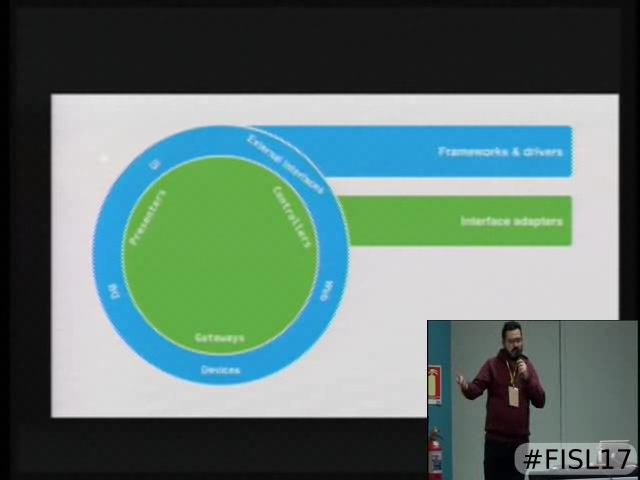 Frameworks & drivers
Interface adapters
External interfaces
UI
Presenters
Controllers
DB
Web
Gateways
Devices
#FISL17